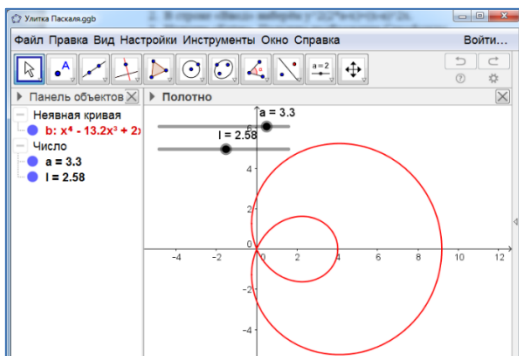 Улитка Паскаля.ggb
Файл Правка Вид Настройки Инструменты Окно Справка Войти...
A
a=2
Панель объектов
Полотно
Неявная кривая
b: x⁴ - 13.2x³ + 2x
Число
a = 3.3
l = 2.58
a = 3.3
l = 2.58
6
4
2
0
-4 -2 0 2 4 6 8 10 12
-2
-4